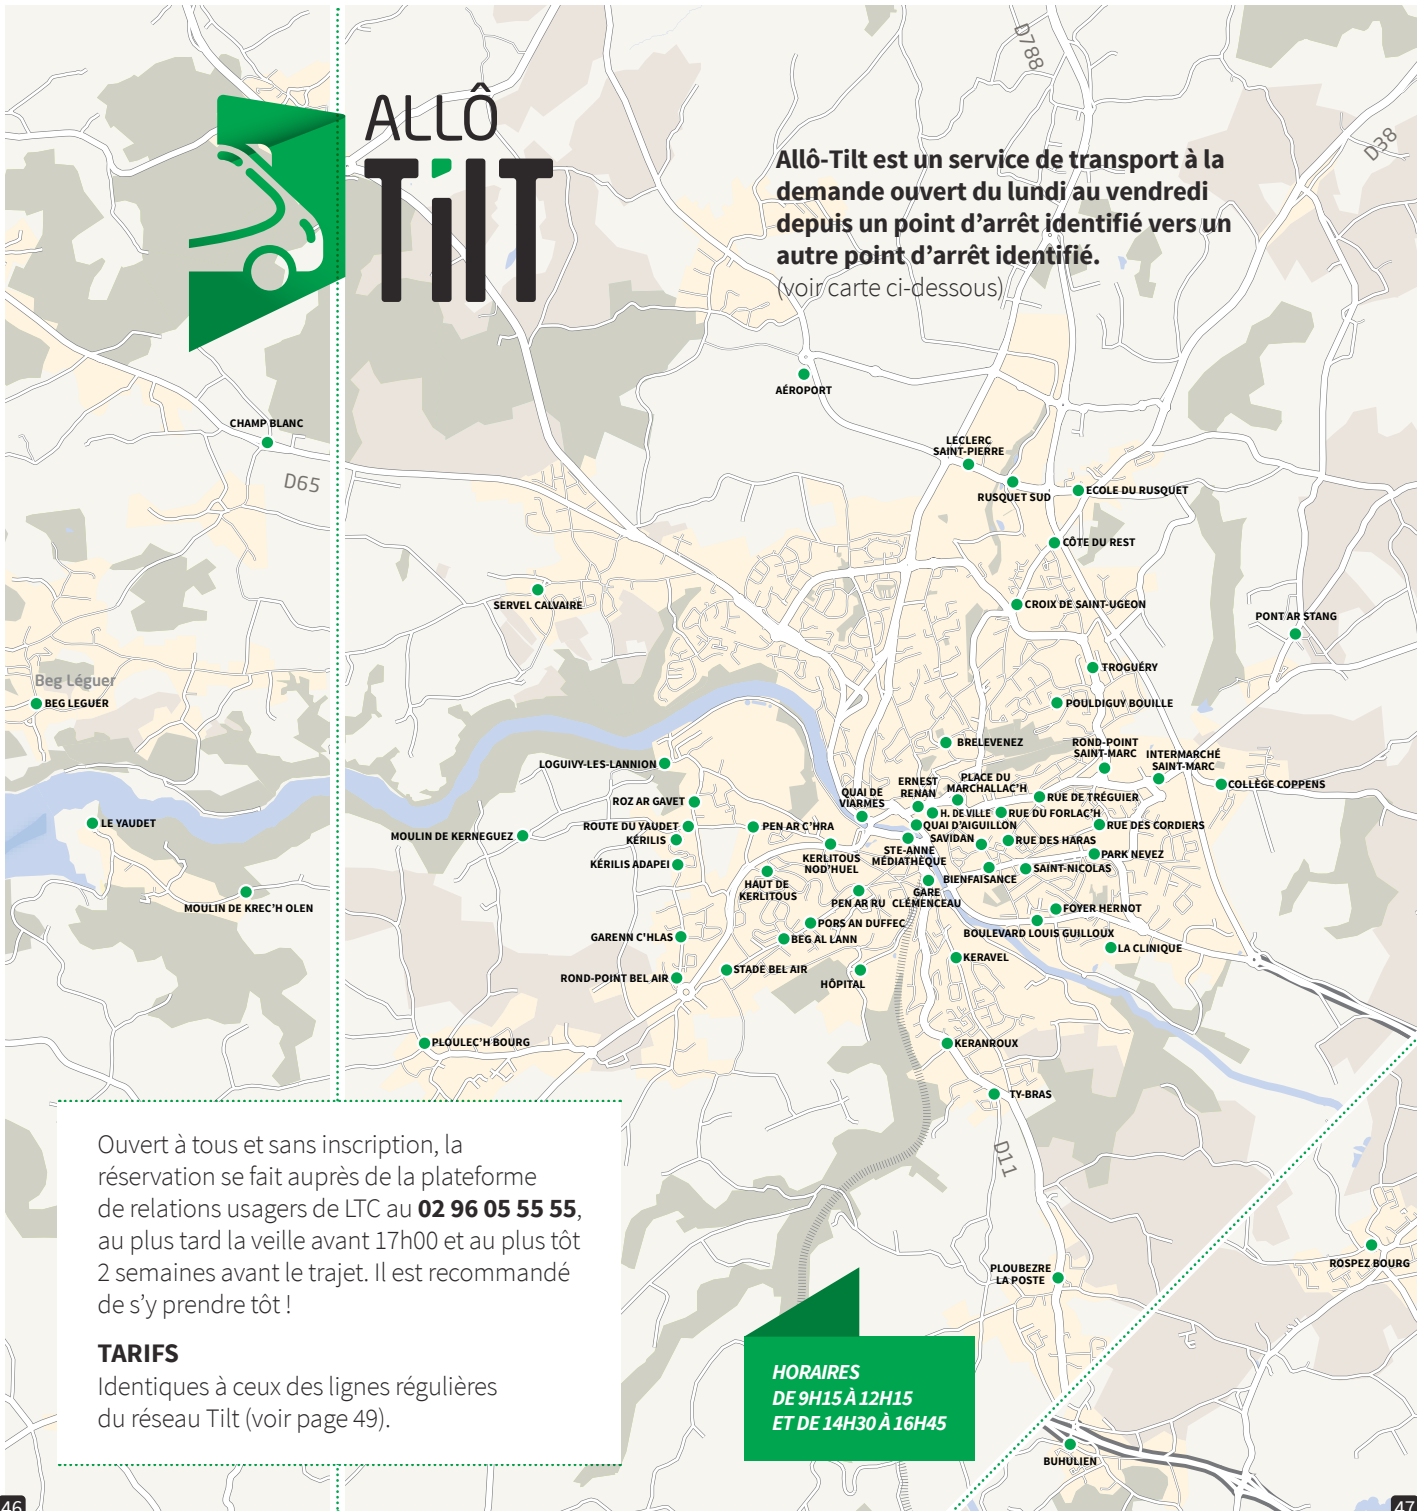 ALLÔ
TiLT
Allô-Tilt est un service de transport à la
demande ouvert du lundi au vendredi
depuis un point d'arrêt identifié vers un
autre point d'arrêt identifié.
(voir carte ci-dessous)
D788
D38
AÉROPORT
CHAMP BLANC
D65
LECLERC
SAINT-PIERRE
RUSQUET SUD
ECOLE DU RUSQUET
CÔTE DU REST
SERVEL CALVAIRE
CROIX DE SAINT-UGEON
PONT AR STANG
TROGUÉRY
Beg Léguer
BEG LEGUER
POULDIGUY BOUILLE
BRELEVENEZ
ROND-POINT
SAINT-MARC
INTERMARCHÉ
SAINT-MARC
LOGUIVY-LES-LANNION
COLLÈGE COPPENS
ERNEST
RENAN
PLACE DU
MARCHALLAC'H
QUAI DE
VIARMES
ROZ AR GAVET
RUE DE TRÉGUIER
H. DE VILLE
RUE DU FORLAC'H
LE YAUDET
ROUTE DU YAUDET
PEN AR C'HRA
QUAI D'AIGUILLON
RUE DES CORDIERS
MOULIN DE KERNEGUEZ
KÉRILIS
SAVIDAN
RUE DES HARAS
KERLITOUS
NOD'HUEL
STE-ANNE
MÉDIATHÈQUE
PARK NEVEZ
KÉRILIS ADAPEI
SAINT-NICOLAS
BIENFAISANCE
HAUT DE
KERLITOUS
PEN AR RU
GARE
CLÉMENCEAU
MOULIN DE KREC'H OLEN
FOYER HERNOT
PORS AN DUFFEC
BOULEVARD LOUIS GUILLOUX
GARENN C'HLAS
BEG AL LANN
LA CLINIQUE
KERAVEL
ROND-POINT BEL AIR
STADE BEL AIR
HÔPITAL
PLOULEC'H BOURG
KERANROUX
TY-BRAS
D11
Ouvert à tous et sans inscription, la
réservation se fait auprès de la plateforme
de relations usagers de LTC au 02 96 05 55 55,
au plus tard la veille avant 17h00 et au plus tôt
2 semaines avant le trajet. Il est recommandé
de s'y prendre tôt !
TARIFS
Identiques à ceux des lignes régulières
du réseau Tilt (voir page 49).
PLOUBEZRE
LA POSTE
ROSPEZ BOURG
HORAIRES
DE 9H15 À 12H15
ET DE 14H30 À 16H45
BUHULIEN
46
47